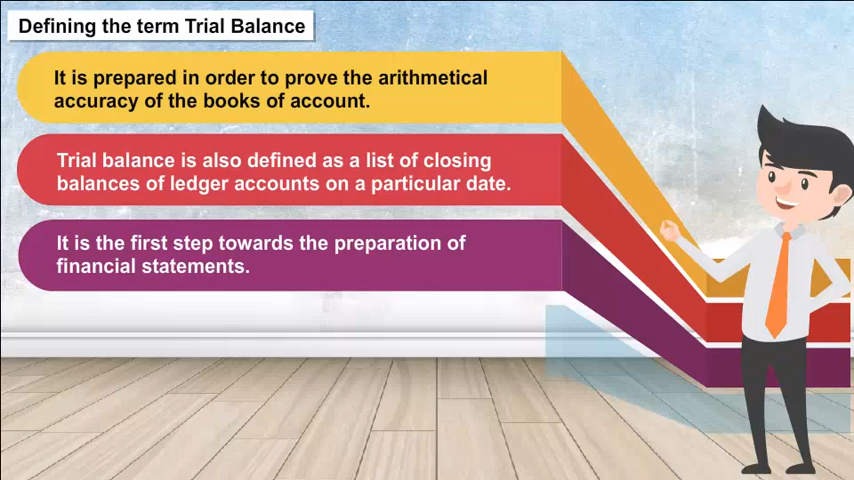 Defining the term Trial Balance
It is prepared in order to prove the arithmetical
accuracy of the books of account.
Trial balance is also defined as a list of closing
balances of ledger accounts on a particular date.
It is the first step towards the preparation of
financial statements.